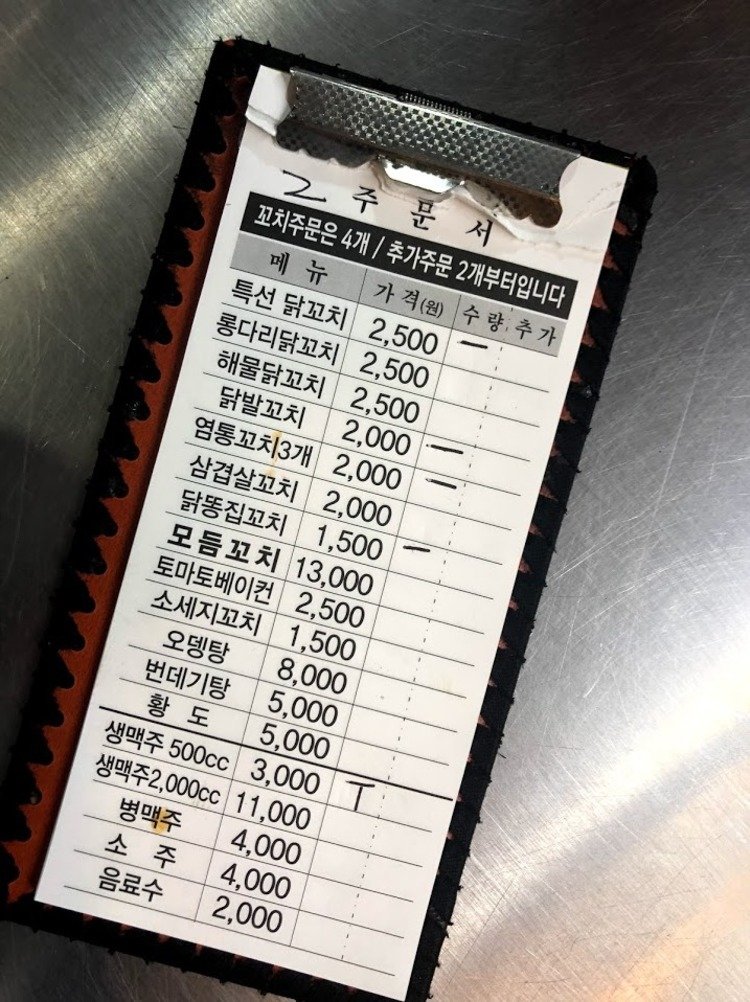 2 주 문 서
꼬치주문은 4개 / 추가주문 2개부터입니다
메 뉴 가 격(원) 수 량 추 가
특선 닭꼬치 2,500 ー
롱다리닭꼬치 2,500
해물닭꼬치 2,500
닭발꼬치 2,000 ー
염통꼬치3개 2,000 ー
삼겹살꼬치 2,000
닭똥집꼬치 1,500 ー
모듬꼬치 13,000
토마토베이컨 2,500
소세지꼬치 1,500
오뎅탕 8,000
번데기탕 5,000
황 도 5,000
생맥주 500cc 3,000 T
생맥주2,000cc 11,000
병맥주 4,000
소 주 4,000
음료수 2,000